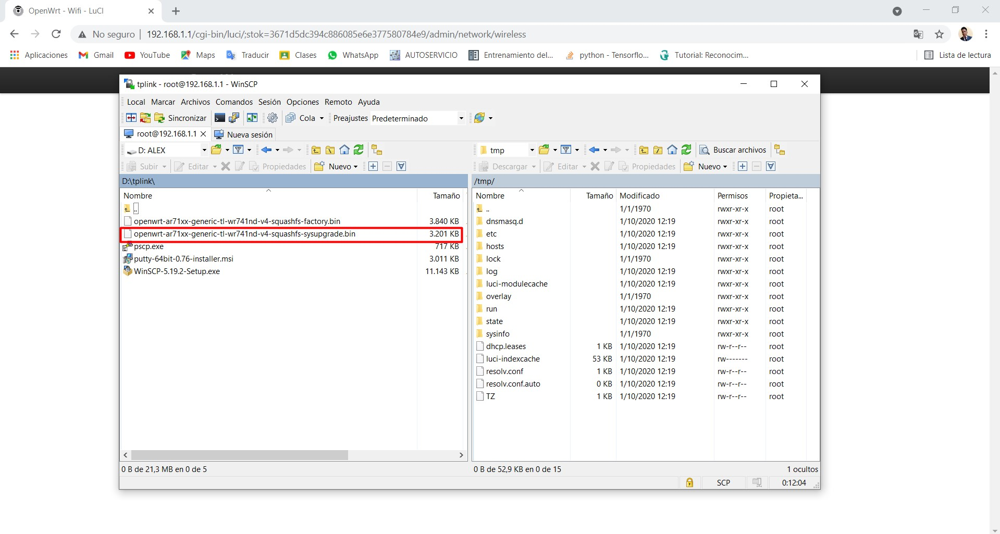 OpenWrt - Wifi - LuCI
No seguro | 192.168.1.1/cgi-bin/luci/;stok=3671d5dc394c886085e6e377580784e9/admin/network/wireless
Aplicaciones Gmail YouTube Maps Traducir Clases WhatsApp AUTOSERVICIO Entrenamiento del... python - Tensorflo... Tutorial: Reconocim... Lista de lectura
tplink - root@192.168.1.1 - WinSCP
Local Marcar Archivos Comandos Sesión Opciones Remoto Ayuda
Sincronizar Cola Preajustes Predeterminado
root@192.168.1.1 Nueva sesión
D: ALEX tmp Buscar archivos
Subir Editar Propiedades Nuevo Descargar Editar Propiedades Nuevo
D:\tplink\ /tmp/
Nombre Tamaño Nombre Tamaño Modificado Permisos Propieta...
.. .. 1/1/1970 rwxr-xr-x root
openwrt-ar71xx-generic-tl-wr741nd-v4-squashfs-factory.bin 3.840 KB dnsmasq.d 1/10/2020 12:19 rwxr-xr-x root
openwrt-ar71xx-generic-tl-wr741nd-v4-squashfs-sysupgrade.bin 3.201 KB etc 1/10/2020 12:19 rwxr-xr-x root
pscp.exe 717 KB hosts 1/10/2020 12:19 rwxr-xr-x root
putty-64bit-0.76-installer.msi 3.011 KB lock 1/1/1970 rwxr-xr-x root
WinSCP-5.19.2-Setup.exe 11.143 KB log 1/10/2020 12:19 rwxr-xr-x root
luci-modulecache 1/10/2020 12:19 rwxr-xr-x root
overlay 1/1/1970 rwxr-xr-x root
run 1/10/2020 12:19 rwxr-xr-x root
state 1/10/2020 12:19 rwxr-xr-x root
sysinfo 1/1/1970 rwxr-xr-x root
dhcp.leases 1 KB 1/10/2020 12:19 rw-r--r-- root
luci-indexcache 53 KB 1/10/2020 12:19 rw------- root
resolv.conf 1 KB 1/10/2020 12:19 rw-r--r-- root
resolv.conf.auto 0 KB 1/10/2020 12:19 rw-r--r-- root
TZ 1 KB 1/10/2020 12:19 rw-r--r-- root
0 B de 21,3 MB en 0 de 5 0 B de 52,9 KB en 0 de 15 1 ocultos
SCP 0:12:04